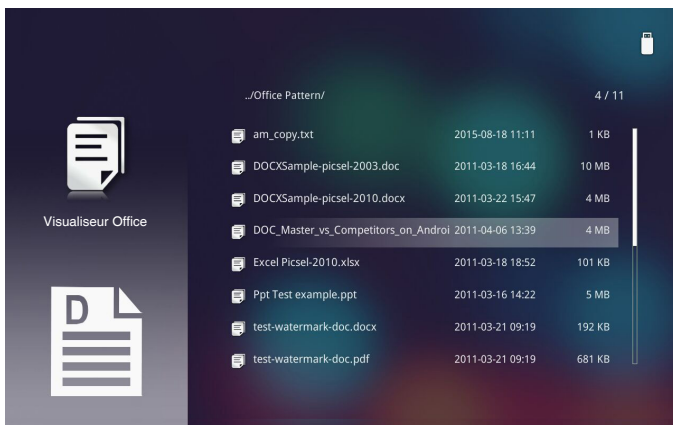 ../Office Pattern/ 4 / 11
am_copy.txt 2015-08-18 11:11 1 KB
DOCXSample-picsel-2003.doc 2011-03-18 16:44 10 MB
DOCXSample-picsel-2010.docx 2011-03-22 15:47 4 MB
Visualiseur Office
DOC_Master_vs_Competitors_on_Androi 2011-04-06 13:39 4 MB
Excel Picsel-2010.xlsx 2011-03-18 18:52 101 KB
Ppt Test example.ppt 2011-03-16 14:22 5 MB
D
test-watermark-doc.docx 2011-03-21 09:19 192 KB
test-watermark-doc.pdf 2011-03-21 09:19 681 KB